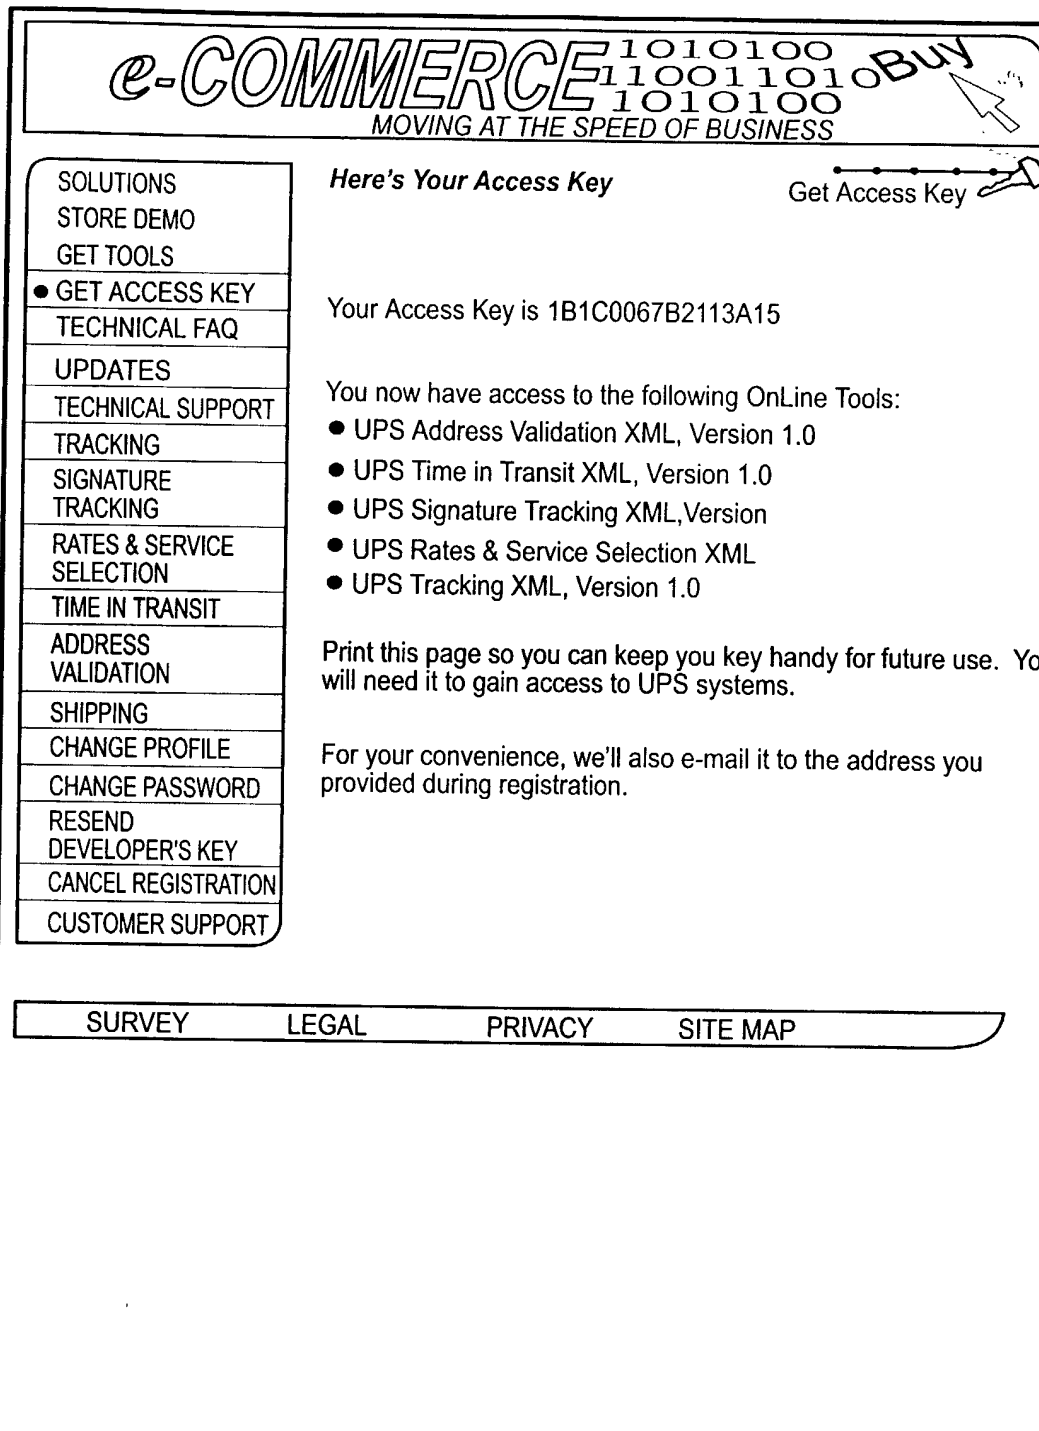 e-COMMERCE
1010100
110011010
1010100
Buy
MOVING AT THE SPEED OF BUSINESS
SOLUTIONS
STORE DEMO
GET TOOLS
GET ACCESS KEY
TECHNICAL FAQ
UPDATES
TECHNICAL SUPPORT
TRACKING
SIGNATURE
TRACKING
RATES & SERVICE
SELECTION
TIME IN TRANSIT
ADDRESS
VALIDATION
SHIPPING
CHANGE PROFILE
CHANGE PASSWORD
RESEND
DEVELOPER'S KEY
CANCEL REGISTRATION
CUSTOMER SUPPORT
Here's Your Access Key
Get Access Key
Your Access Key is 1B1C0067B2113A15
You now have access to the following OnLine Tools:
● UPS Address Validation XML, Version 1.0
● UPS Time in Transit XML, Version 1.0
● UPS Signature Tracking XML,Version
● UPS Rates & Service Selection XML
● UPS Tracking XML, Version 1.0
Print this page so you can keep you key handy for future use. Yo
will need it to gain access to UPS systems.
For your convenience, we'll also e-mail it to the address you
provided during registration.
SURVEY LEGAL PRIVACY SITE MAP